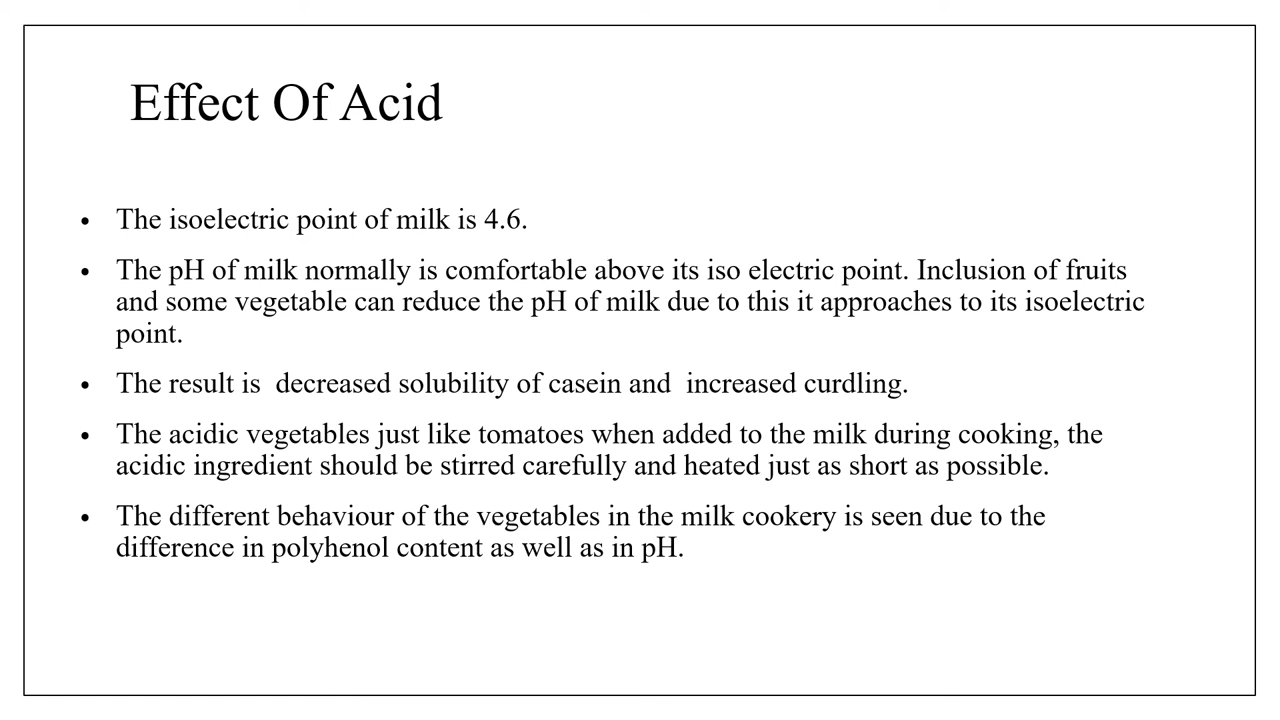 Effect Of Acid
• The isoelectric point of milk is 4.6.
• The pH of milk normally is comfortable above its iso electric point. Inclusion of fruits
and some vegetable can reduce the pH of milk due to this it approaches to its isoelectric
point.
• The result is  decreased solubility of casein and  increased curdling.
• The acidic vegetables just like tomatoes when added to the milk during cooking, the
acidic ingredient should be stirred carefully and heated just as short as possible.
• The different behaviour of the vegetables in the milk cookery is seen due to the
difference in polyhenol content as well as in pH.